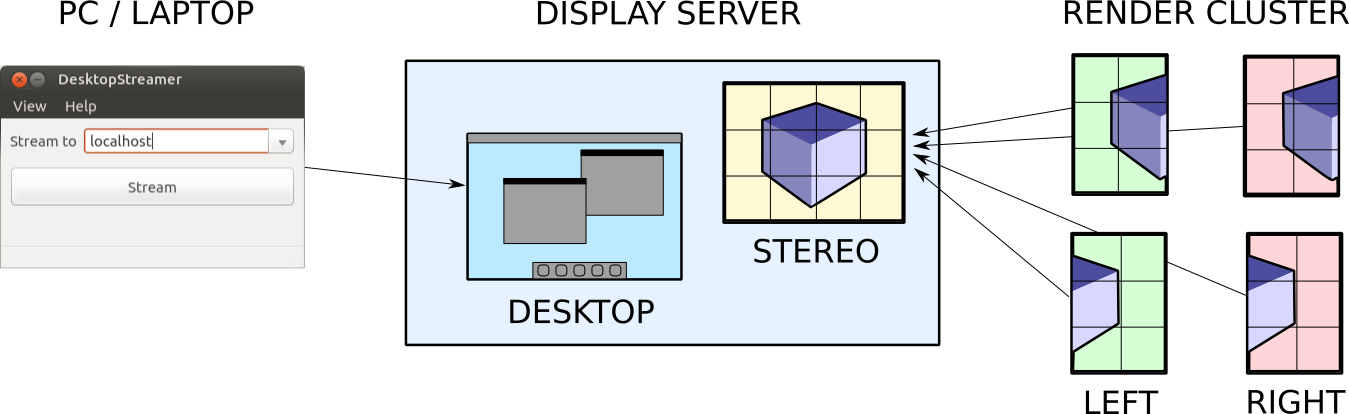 PC / LAPTOP
DISPLAY SERVER
RENDER CLUSTER
DesktopStreamer
View Help
Stream to localhost
Stream
STEREO
DESKTOP
LEFT
RIGHT